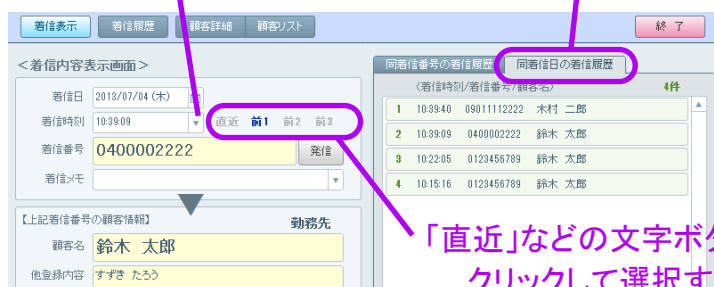 着信表示 着信履歴 顧客詳細 顧客リスト 終 了
＜着信内容表示画面＞
着信日 2013/07/04 (木)
着信時刻 10:39:09 直近 前1 前2 前3
着信番号 0400002222 発信
着信メモ
【上記着信番号の顧客情報】 勤務先
顧客名 鈴木 太郎
他登録内容 すずき たろう
同着信番号の着信履歴 同着信日の着信履歴
(着信時刻/着信番号/顧客名) 4件
1 10:39:40 09011112222 木村 二郎
2 10:39:09 0400002222 鈴木 太郎
3 10:22:05 0123456789 鈴木 太郎
4 10:15:16 0123456789 鈴木 太郎
「直近」などの文字ボタ
クリックして選択す